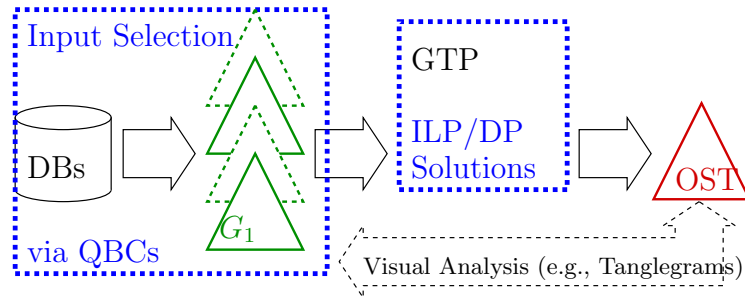 Input Selection
DBs
G1
via QBCs
GTP
ILP/DP
Solutions
OST
Visual Analysis (e.g., Tanglegrams)